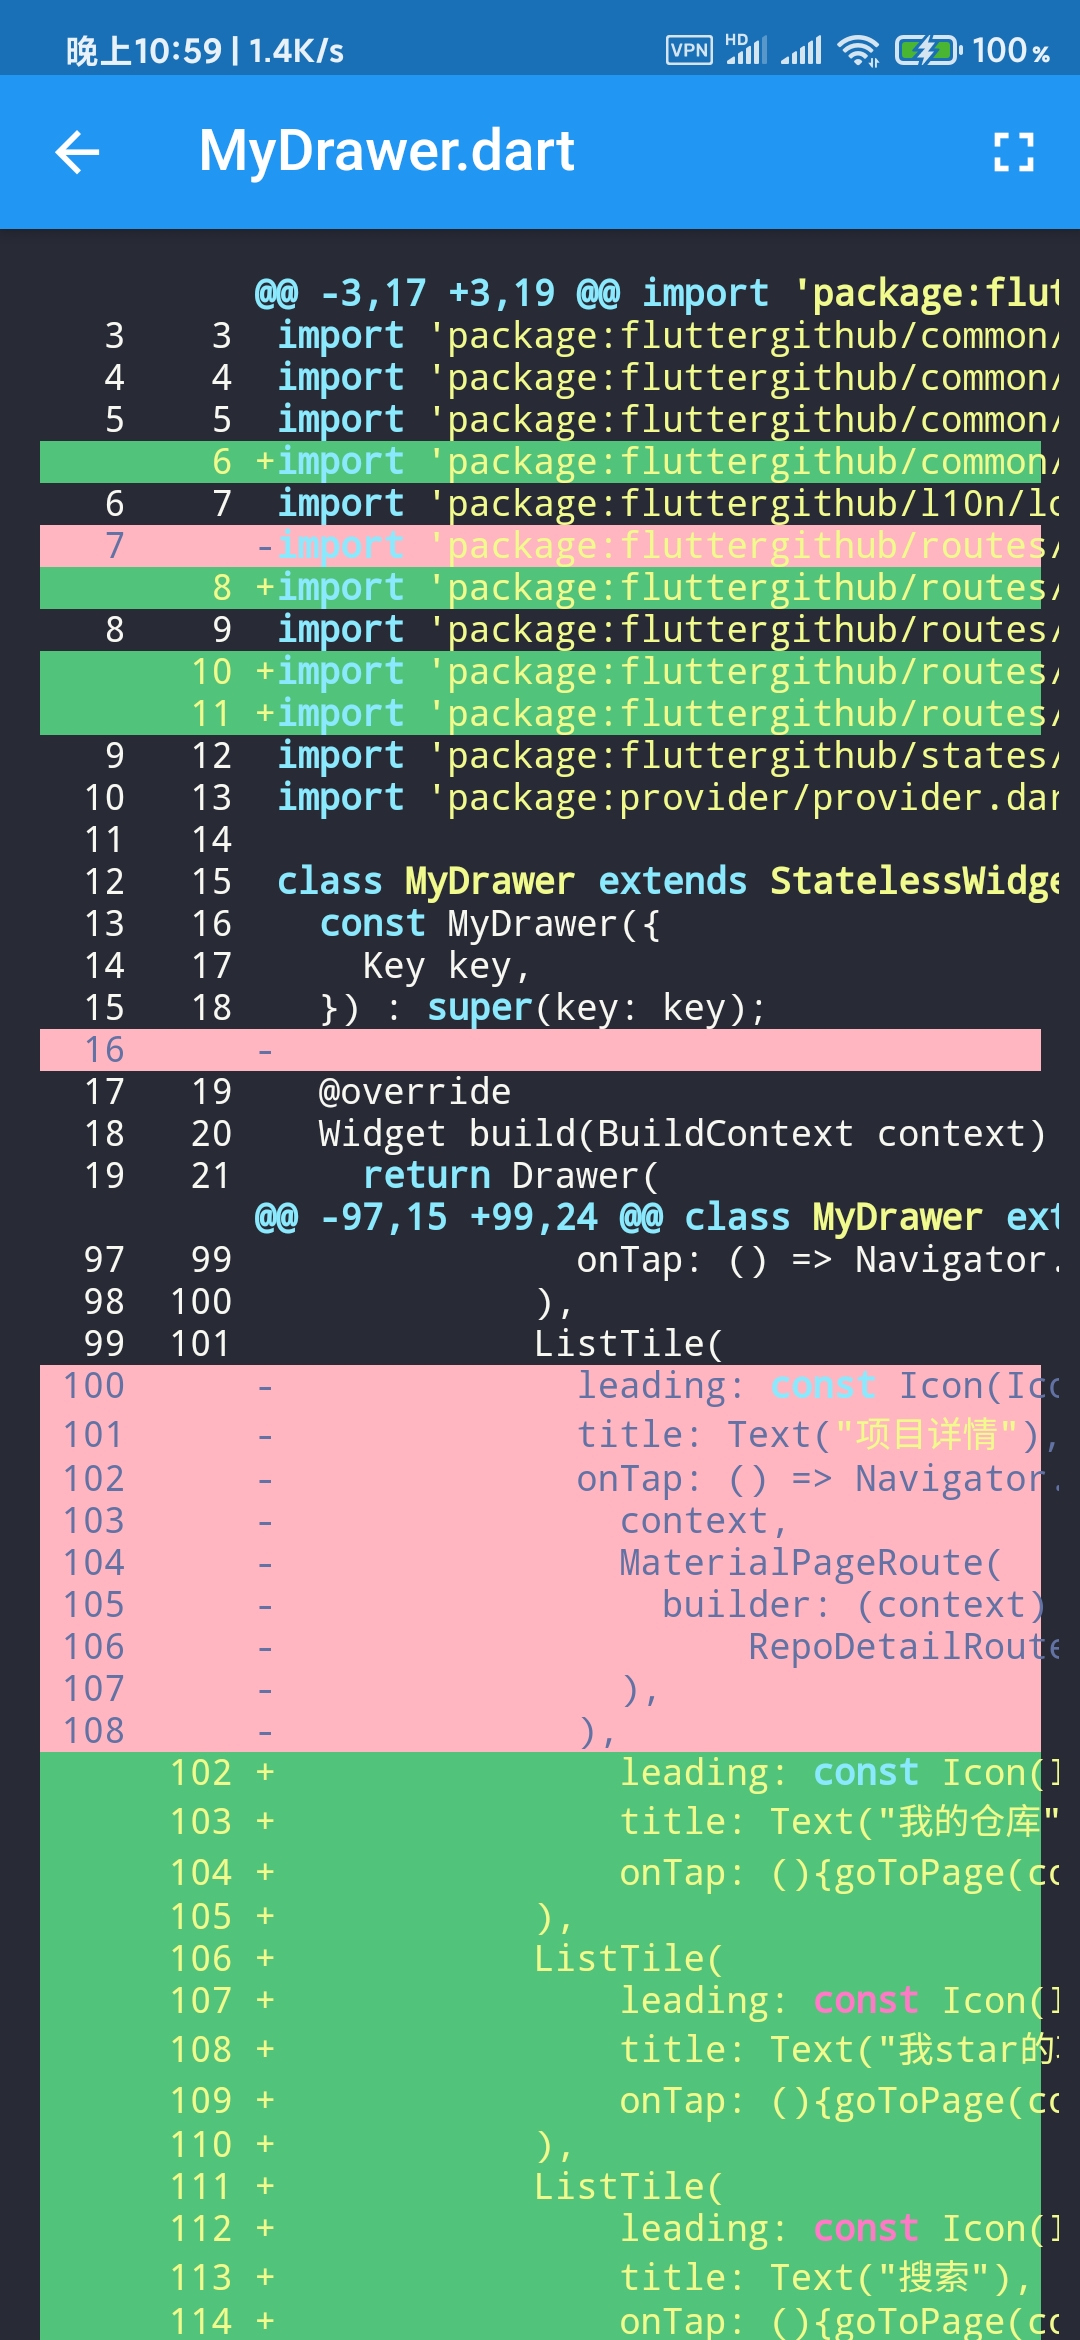 晚上10:59 | 1.4K/s VPN HD 100 %
MyDrawer.dart
@@ -3,17 +3,19 @@ import 'package:flut
3 3 import 'package:fluttergithub/common/
4 4 import 'package:fluttergithub/common/
5 5 import 'package:fluttergithub/common/
6 +import 'package:fluttergithub/common/
6 7 import 'package:fluttergithub/l10n/lo
7 -import 'package:fluttergithub/routes/
8 +import 'package:fluttergithub/routes/
8 9 import 'package:fluttergithub/routes/
10 +import 'package:fluttergithub/routes/
11 +import 'package:fluttergithub/routes/
9 12 import 'package:fluttergithub/states/
10 13 import 'package:provider/provider.dar
11 14
12 15 class MyDrawer extends StatelessWidge
13 16 const MyDrawer({
14 17 Key key,
15 18 }) : super(key: key);
16 -
17 19 @override
18 20 Widget build(BuildContext context)
19 21 return Drawer(
@@ -97,15 +99,24 @@ class MyDrawer ext
97 99 onTap: () => Navigator.
98 100 ),
99 101 ListTile(
100 - leading: const Icon(Ico
101 - title: Text("项目详情"),
102 - onTap: () => Navigator.
103 - context,
104 - MaterialPageRoute(
105 - builder: (context)
106 - RepoDetailRoute
107 - ),
108 - ),
102 + leading: const Icon(I
103 + title: Text("我的仓库"
104 + onTap: (){goToPage(co
105 + ),
106 + ListTile(
107 + leading: const Icon(I
108 + title: Text("我star的
109 + onTap: (){goToPage(co
110 + ),
111 + ListTile(
112 + leading: const Icon(I
113 + title: Text("搜索"),
114 + onTap: (){goToPage(co